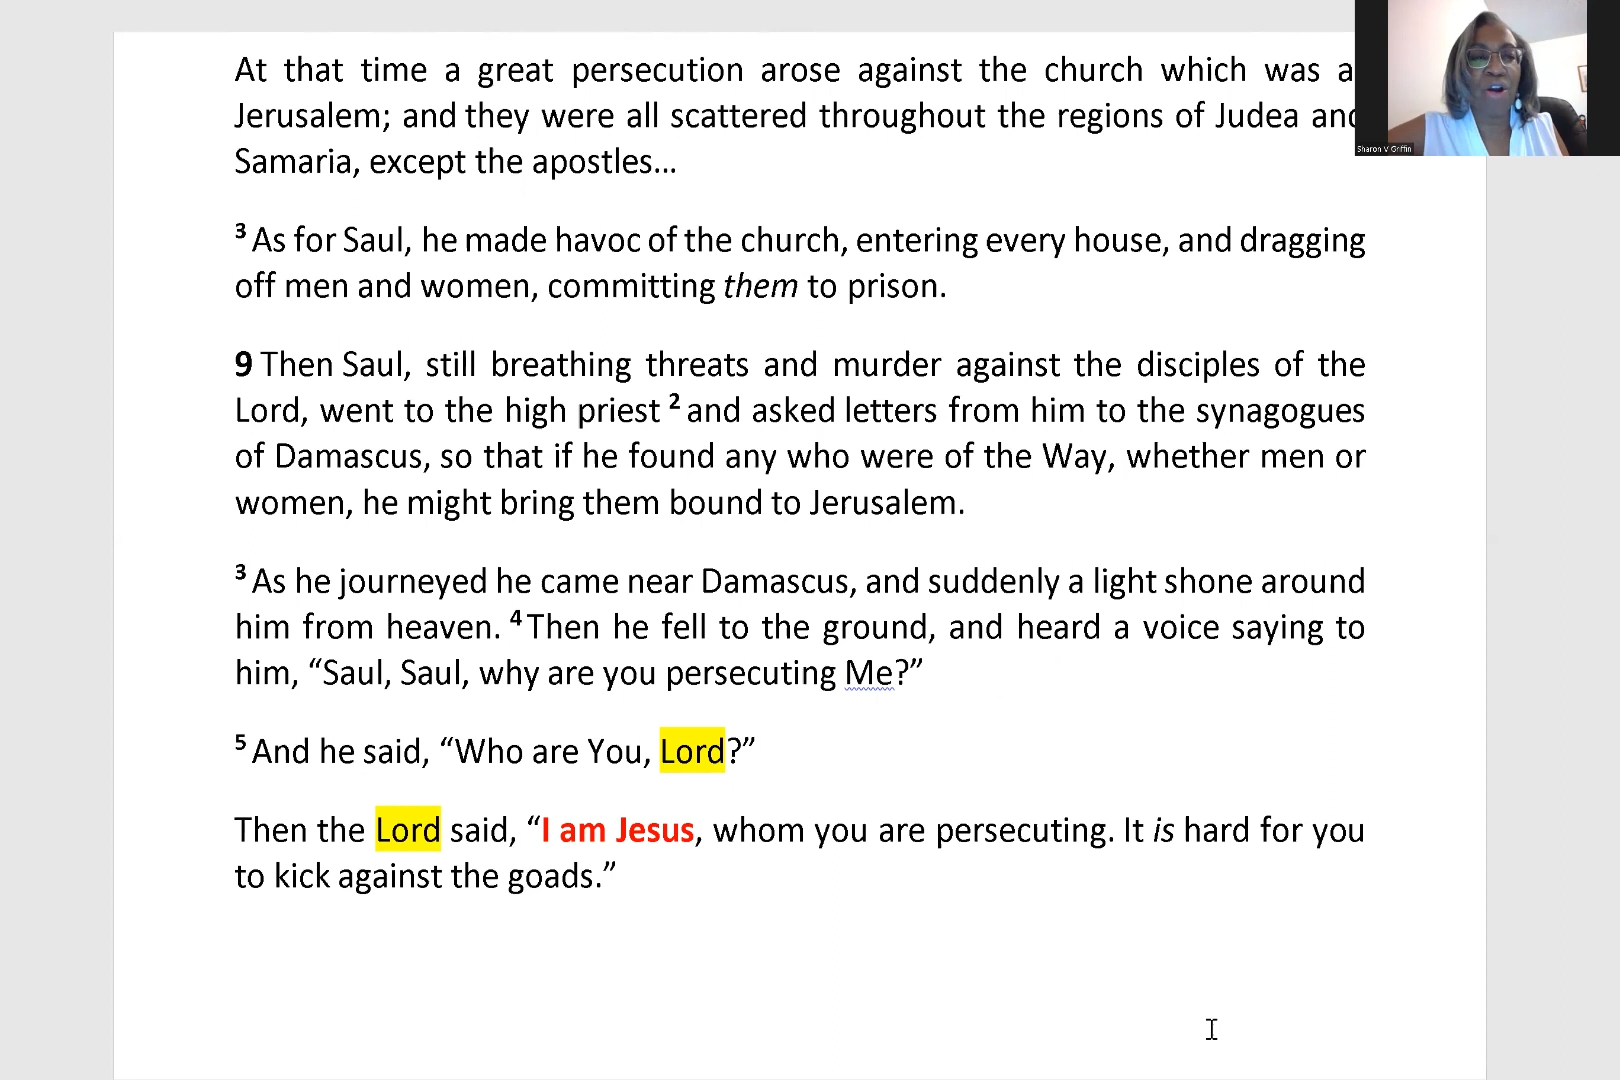 At that time a great persecution arose against the church which was a
Jerusalem; and they were all scattered throughout the regions of Judea and
Samaria, except the apostles...
3 As for Saul, he made havoc of the church, entering every house, and dragging
off men and women, committing them to prison.
9 Then Saul, still breathing threats and murder against the disciples of the
Lord, went to the high priest 2 and asked letters from him to the synagogues
of Damascus, so that if he found any who were of the Way, whether men or
women, he might bring them bound to Jerusalem.
3 As he journeyed he came near Damascus, and suddenly a light shone around
him from heaven. 4 Then he fell to the ground, and heard a voice saying to
him, “Saul, Saul, why are you persecuting Me?”
5 And he said, “Who are You, Lord?”
Then the Lord said, “I am Jesus, whom you are persecuting. It is hard for you
to kick against the goads.”
Sharon V Griffin